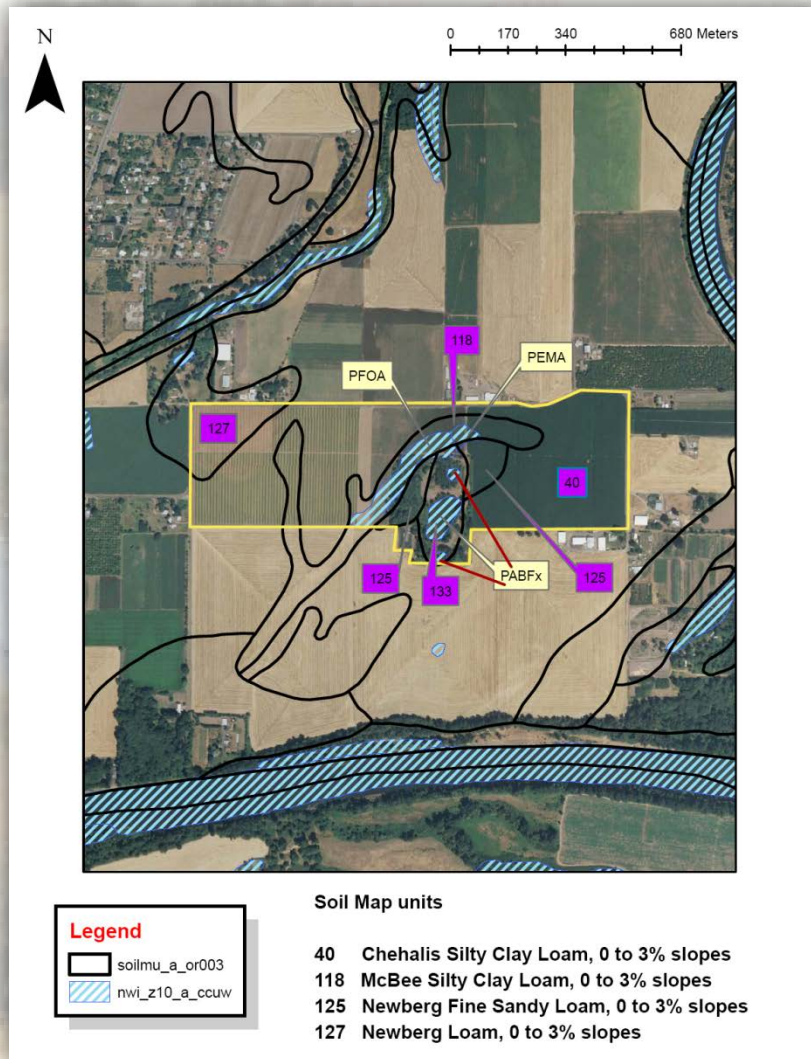 N
0 170 340 680 Meters
118
PFOA
PEMA
127
40
125
133
PABFx
125
Legend
soilmu_a_or003
nwi_z10_a_ccuw
Soil Map units
40 Chehalis Silty Clay Loam, 0 to 3% slopes
118 McBee Silty Clay Loam, 0 to 3% slopes
125 Newberg Fine Sandy Loam, 0 to 3% slopes
127 Newberg Loam, 0 to 3% slopes